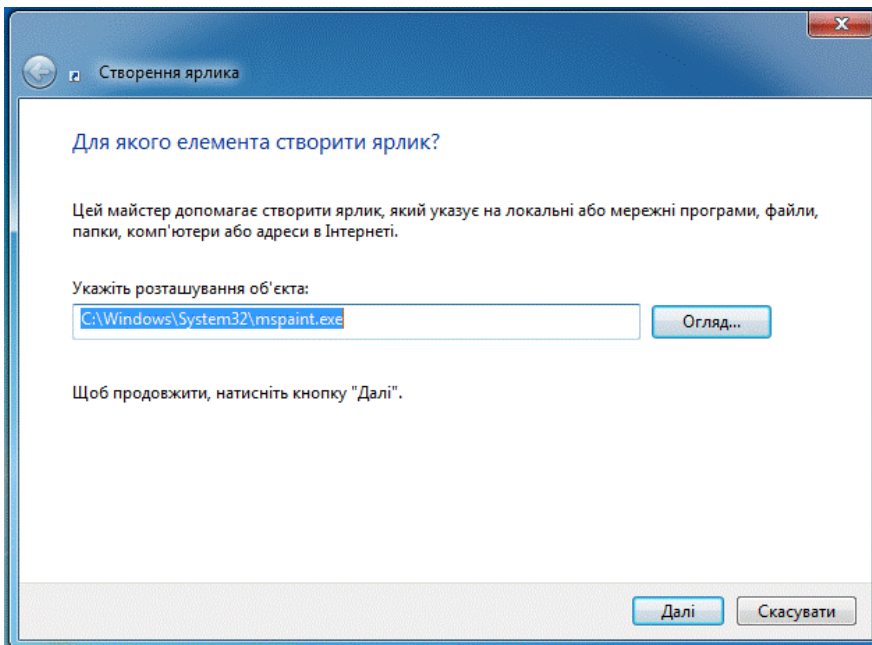 Створення ярлика
Для якого елемента створити ярлик?
Цей майстер допомагає створити ярлик, який указує на локальні або мережні програми, файли,
папки, комп'ютери або адреси в Інтернеті.
Укажіть розташування об'єкта:
C:\Windows\System32\mspaint.exe
Огляд...
Щоб продовжити, натисніть кнопку "Далі".
Далі
Скасувати